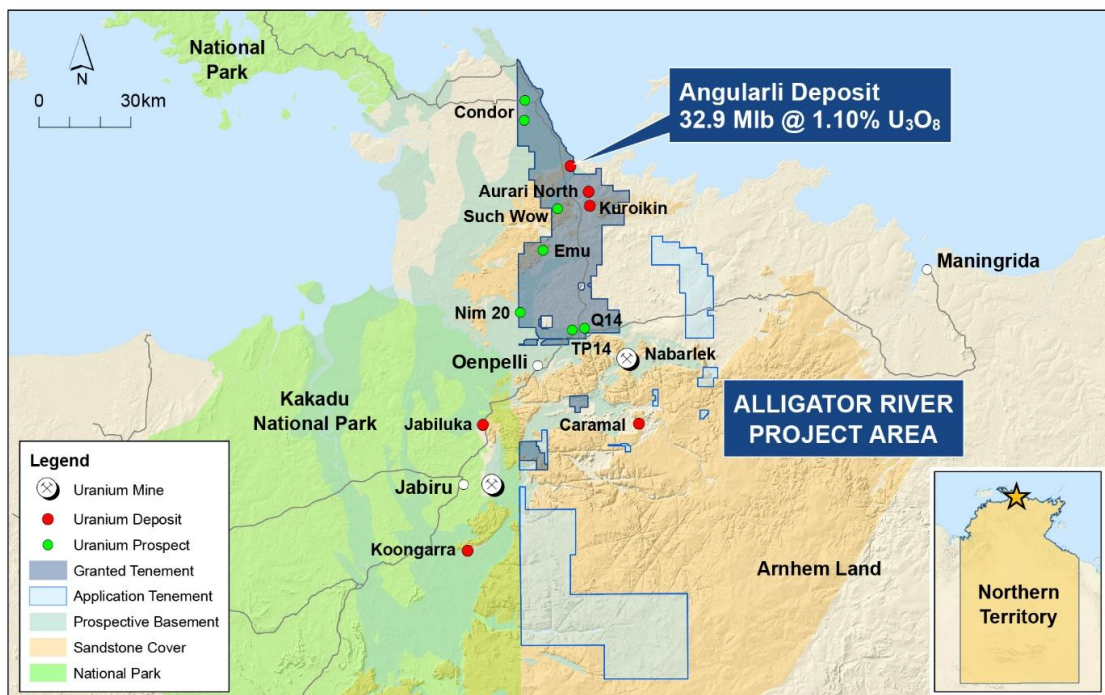 National
Park
N
0
30km
Condor
Angularli Deposit
32.9 Mlb @ 1.10% U₃O₈
Aurari North
Kuroikin
Such Wow
Emu
Maningrida
Nim 20
Q14
TP14
Nabarlek
Oenpelli
Kakadu
National Park
Jabiluka
Caramal
ALLIGATOR RIVER
PROJECT AREA
Jabiru
Koongarra
Arnhem Land
Legend
Uranium Mine
Uranium Deposit
Uranium Prospect
Granted Tenement
Application Tenement
Prospective Basement
Sandstone Cover
National Park
Northern
Territory